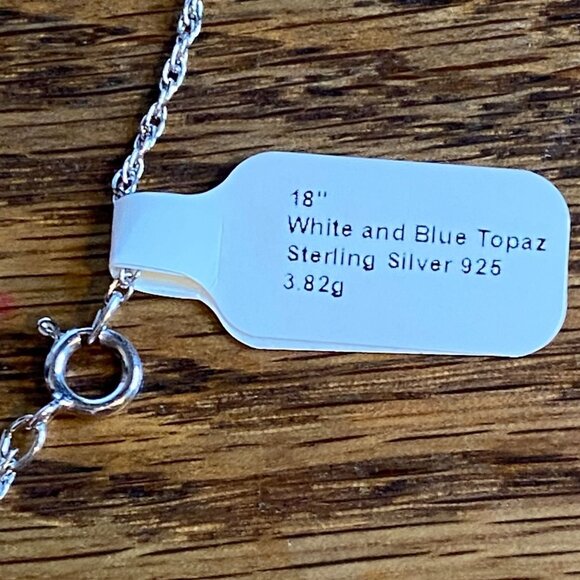 18"
White and Blue Topaz
Sterling Silver 925
3.82g